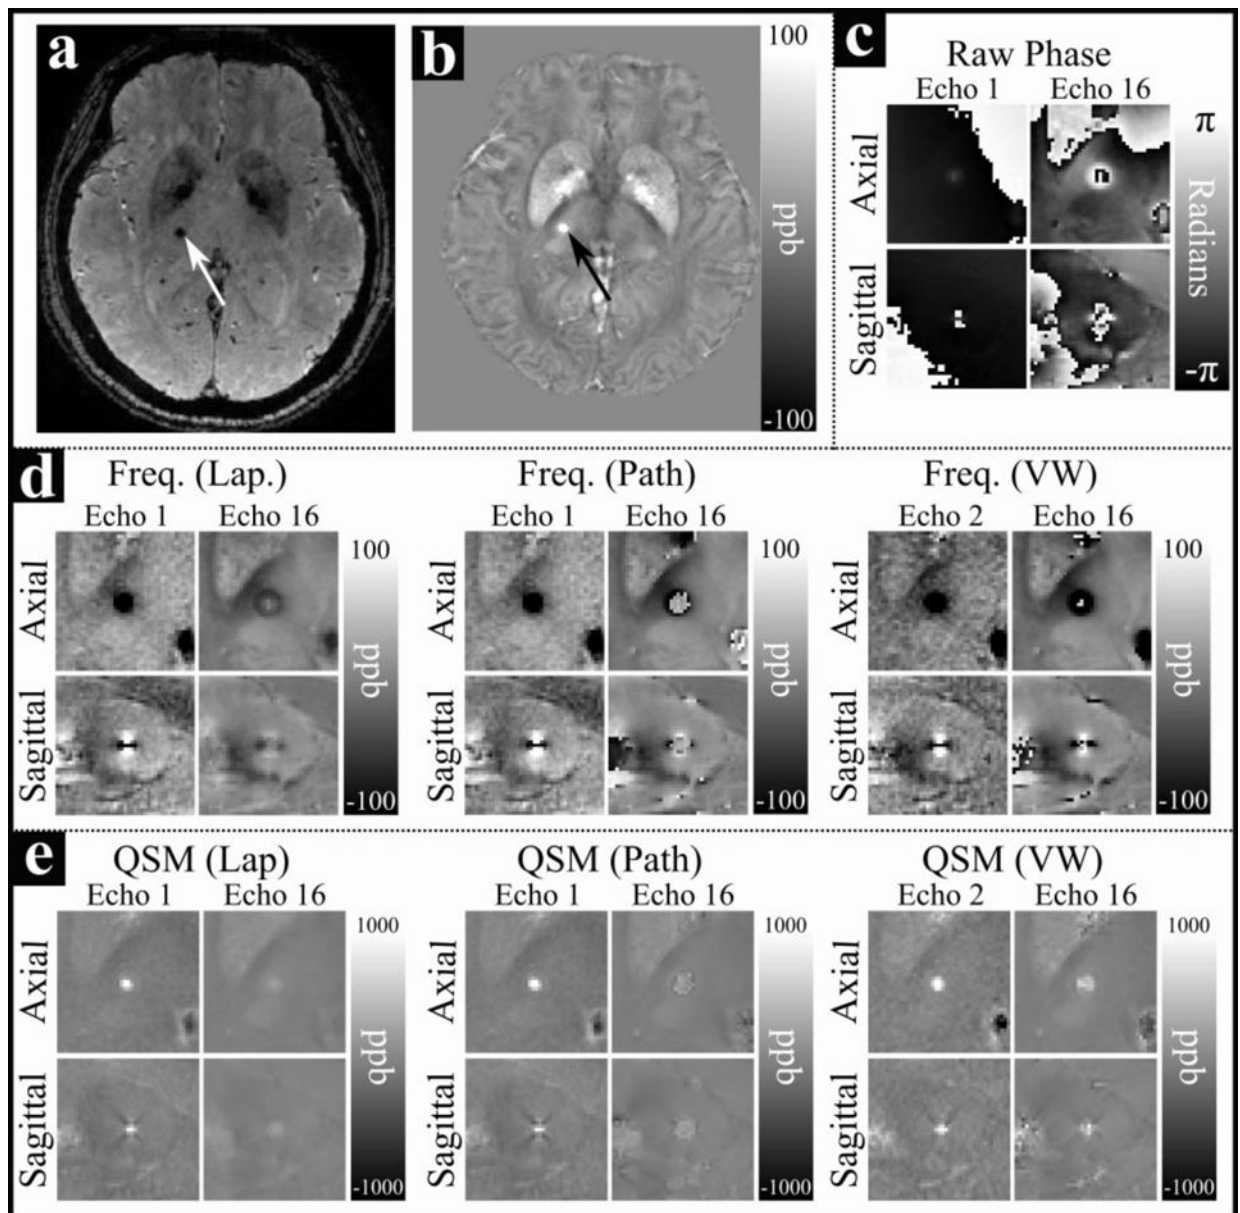 a
b
100
ppb
-100
c
Raw Phase
Echo 1 Echo 16
Axial
Sagittal
π
Radians
-π
d
Freq. (Lap.) Freq. (Path) Freq. (VW)
Echo 1 Echo 16 Echo 1 Echo 16 Echo 2 Echo 16
Axial 100 Axial 100 Axial 100
ppb ppb ppb
Sagittal -100 Sagittal -100 Sagittal -100
e
QSM (Lap) QSM (Path) QSM (VW)
Echo 1 Echo 16 Echo 1 Echo 16 Echo 2 Echo 16
Axial 1000 Axial 1000 Axial 1000
ppb ppb ppb
Sagittal -1000 Sagittal -1000 Sagittal -1000